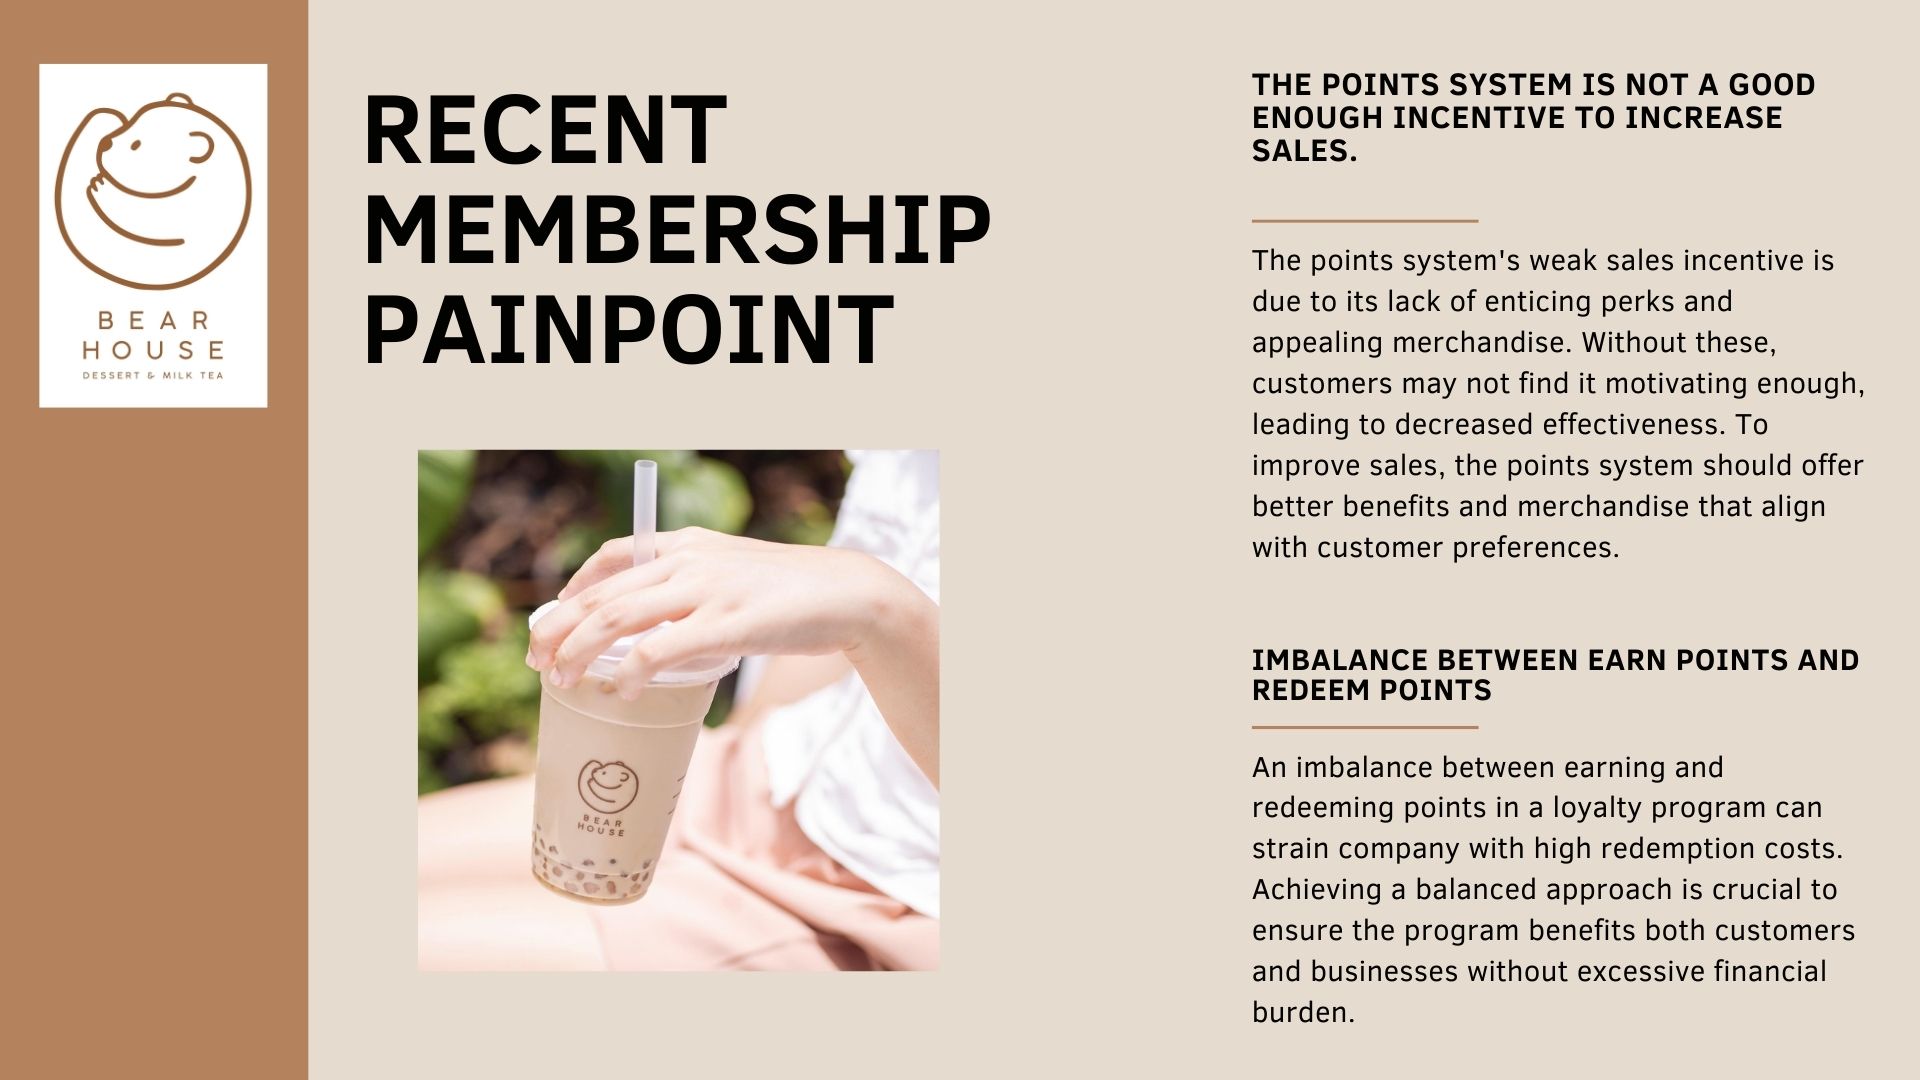 BEAR
HOUSE
DESSERT & MILK TEA
RECENT
MEMBERSHIP
PAINPOINT
BEAR
HOUSE
THE POINTS SYSTEM IS NOT A GOOD
ENOUGH INCENTIVE TO INCREASE
SALES.
The points system's weak sales incentive is
due to its lack of enticing perks and
appealing merchandise. Without these,
customers may not find it motivating enough,
leading to decreased effectiveness. To
improve sales, the points system should offer
better benefits and merchandise that align
with customer preferences.
IMBALANCE BETWEEN EARN POINTS AND
REDEEM POINTS
An imbalance between earning and
redeeming points in a loyalty program can
strain company with high redemption costs.
Achieving a balanced approach is crucial to
ensure the program benefits both customers
and businesses without excessive financial
burden.